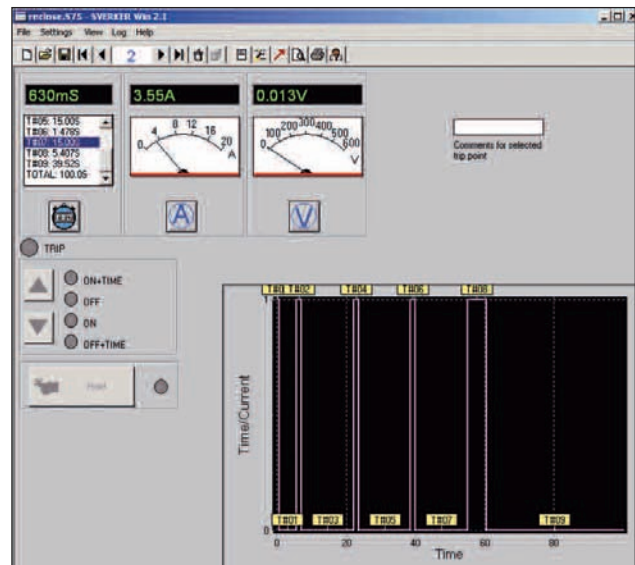 reclose.S75 - SVERKER Win 2.1
File Settings View Log Help
2
630mS
3.55A
0.013V
T#05: 15.00S
T#06: 1.478S
T#07: 15.00S
T#08: 5.407S
T#09: 39.52S
TOTAL: 100.0S
0 4 8 12 16 20
A
0 100 200 300 400 500 600
V
Comments for selected
trip point
A
V
TRIP
ON+TIME
OFF
ON
OFF+TIME
Hold
T#02 T#04 T#06 T#08
1
Time/Current
T#01 T#03 T#05 T#07 T#09
0
0 20 40 60 80
Time